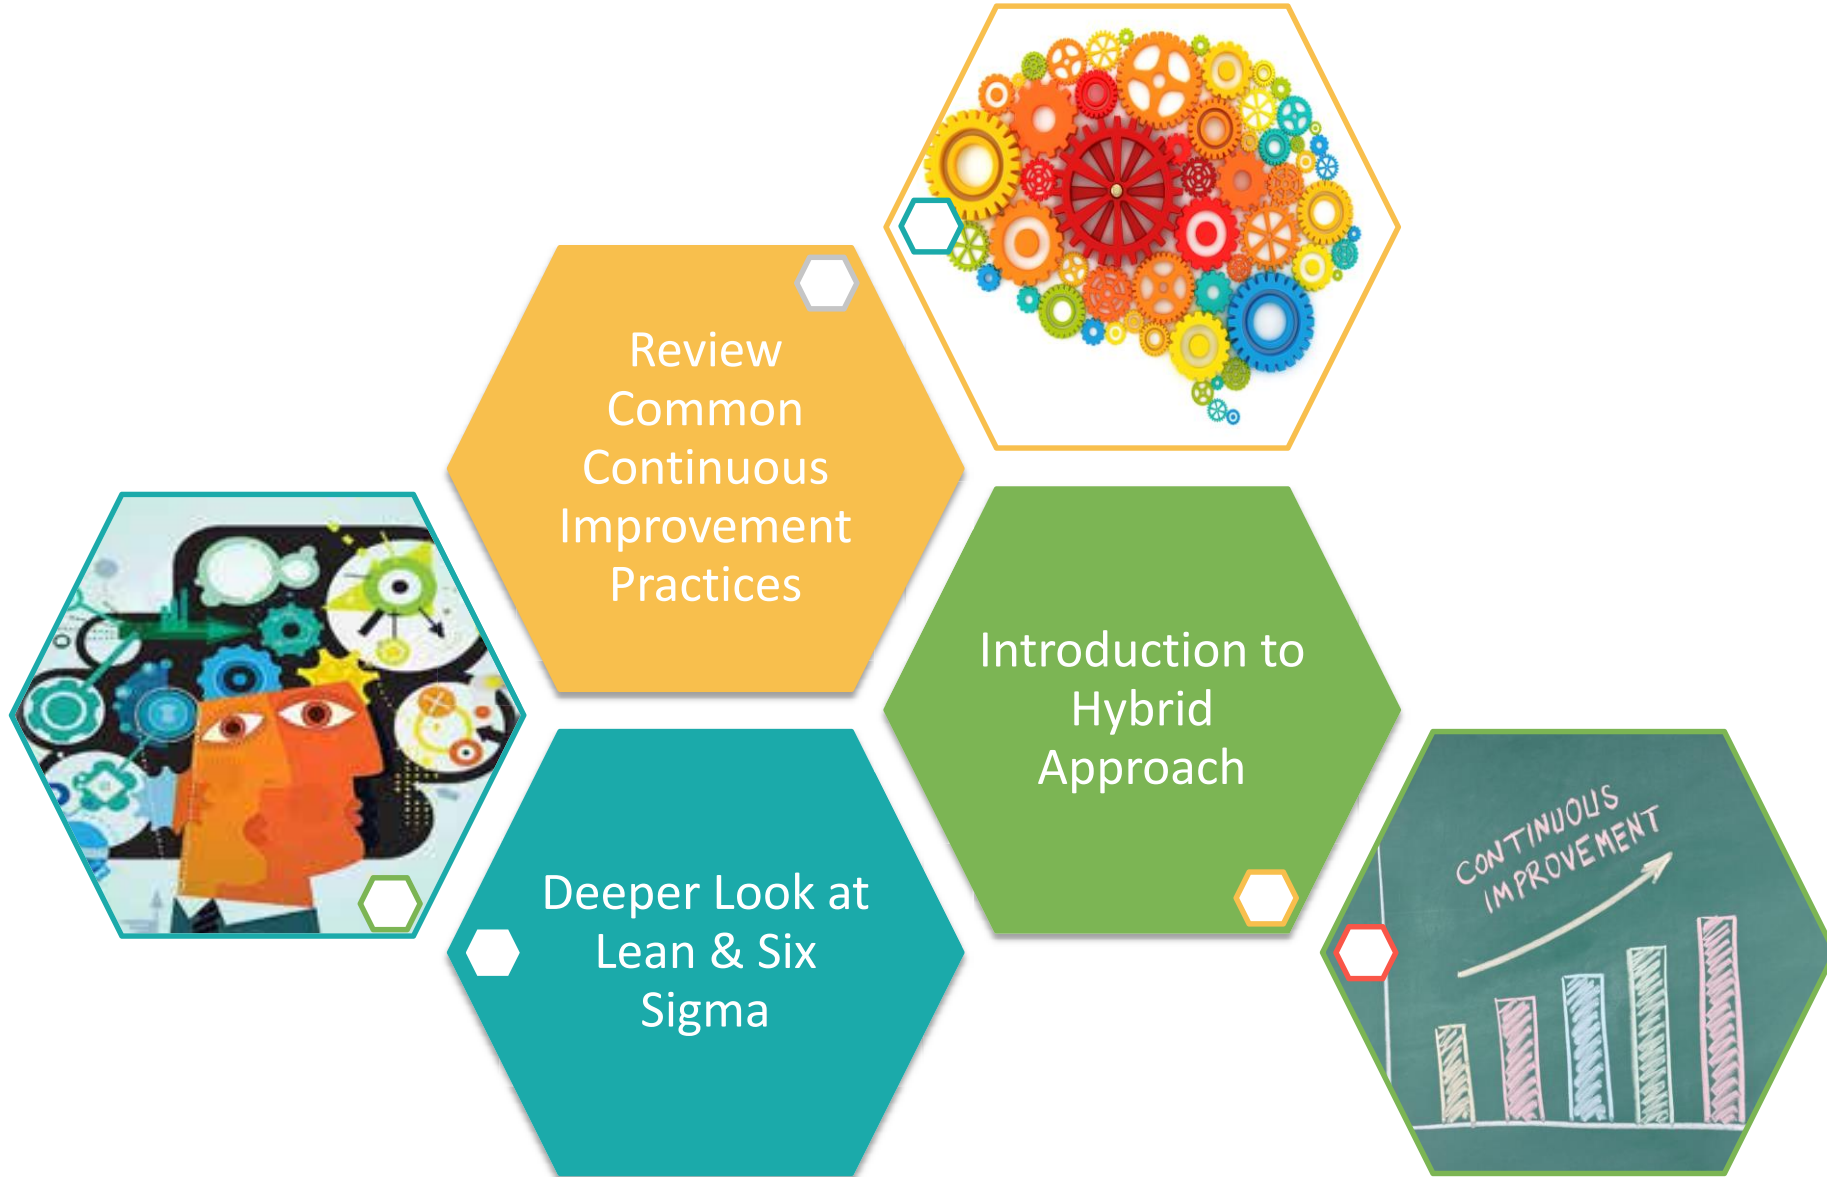 Review
Common
Continuous
Improvement
Practices
Introduction to
Hybrid
Approach
Deeper Look at
Lean & Six
Sigma
CONTINUOUS
IMPROVEMENT